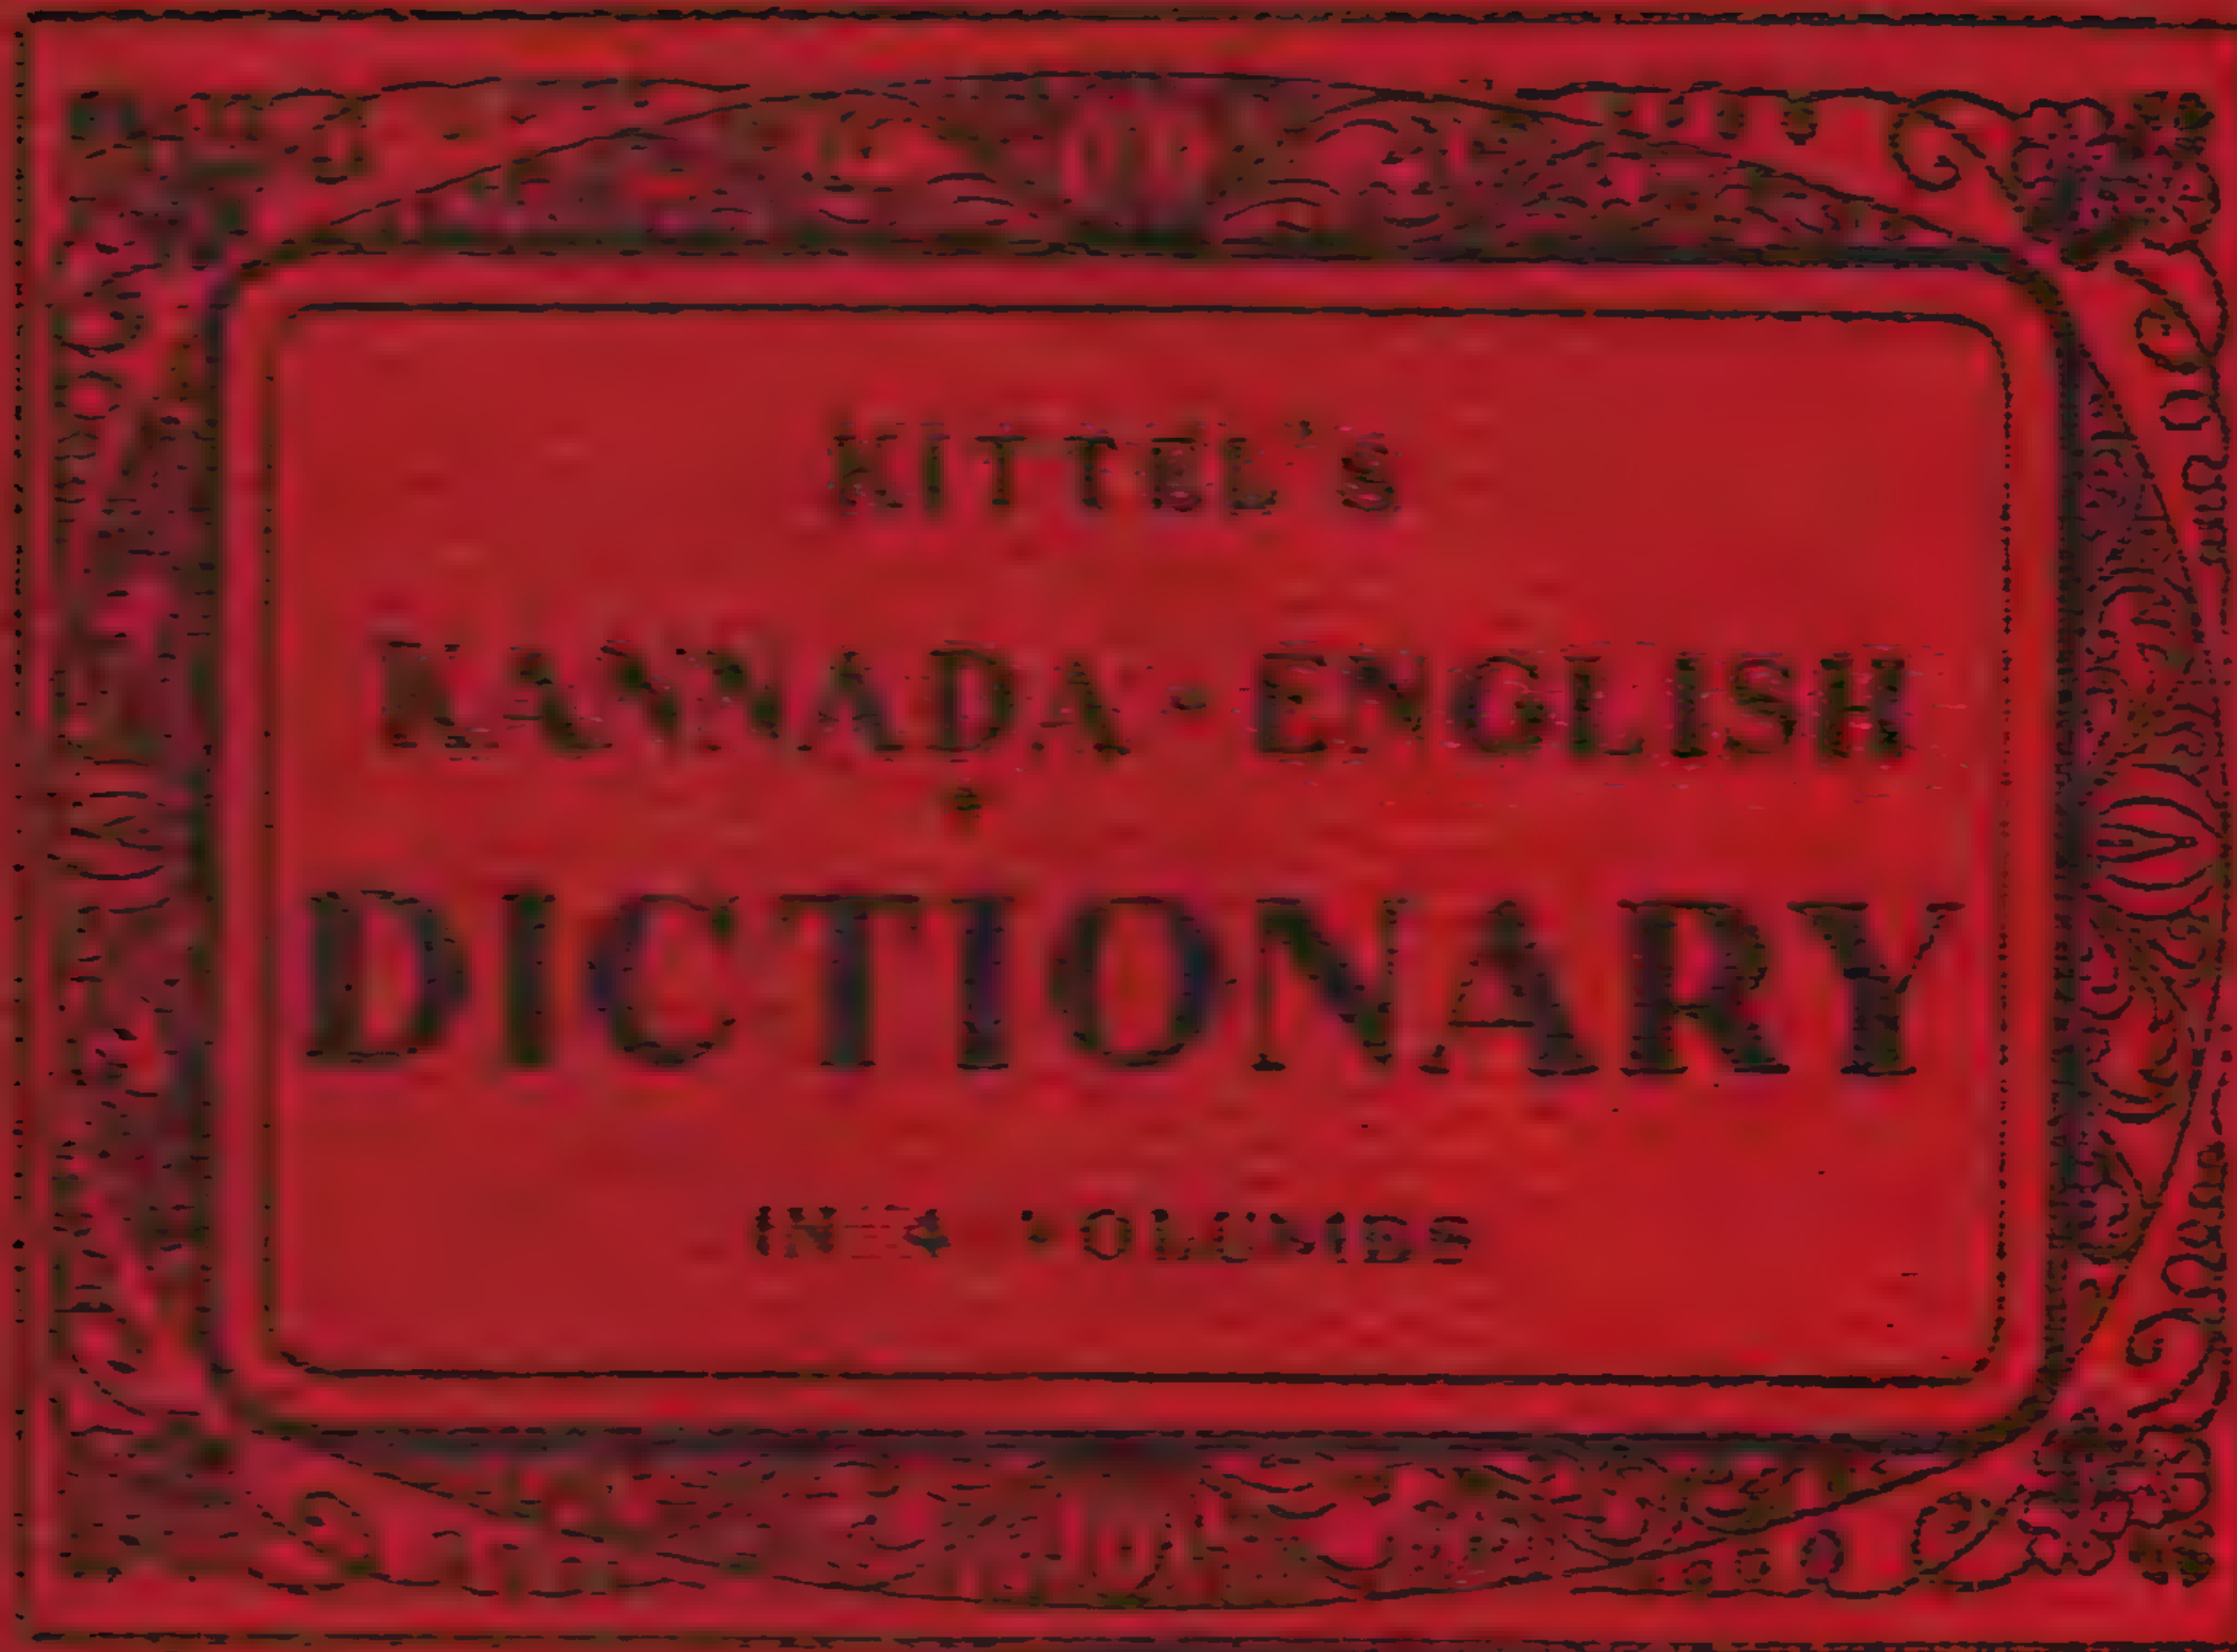 KITTEL'S
KANNADA - ENGLISH
DICTIONARY
IN 4 VOLUMES